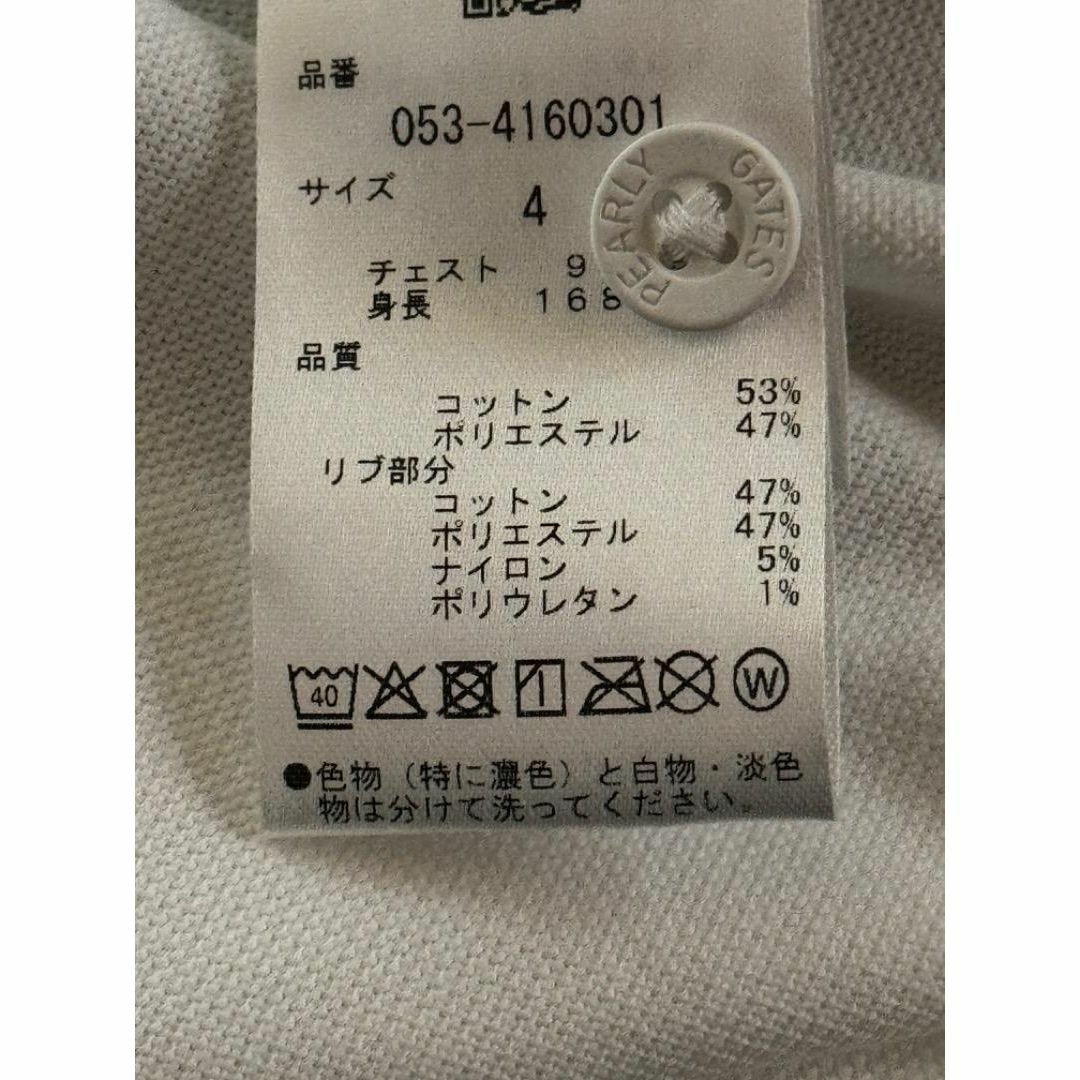 品番
053-4160301
サイズ 4
PEARLY GATES
チェスト 9
身長 168
品質
コットン 53%
ポリエステル 47%
リブ部分
コットン 47%
ポリエステル 47%
ナイロン 5%
ポリウレタン 1%
40 W
●色物(特に濃色)と白物・淡色
物は分けて洗ってください。